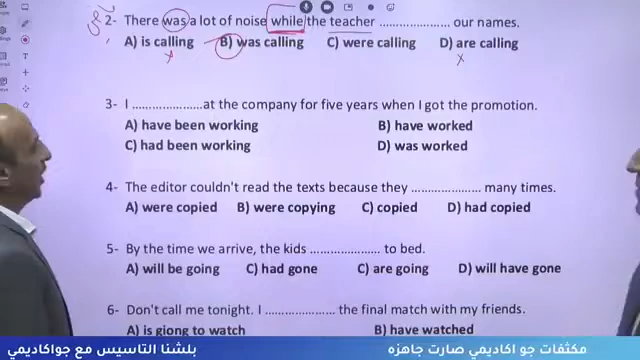 2- There was a lot of noise while the teacher .................... our names.
A) is calling B) was calling C) were calling D) are calling
3- I ....................at the company for five years when I got the promotion.
A) have been working B) have worked
C) had been working D) was worked
4- The editor couldn't read the texts because they .................... many times.
A) were copied B) were copying C) copied D) had copied
5- By the time we arrive, the kids .................... to bed.
A) will be going C) had gone C) are going D) will have gone
6- Don't call me tonight. I .................... the final match with my friends.
A) is giong to watch B) have watched
مكثفات جو اكاديمي صارت جاهزه
بلشنا التاسيس مع جواكاديمي